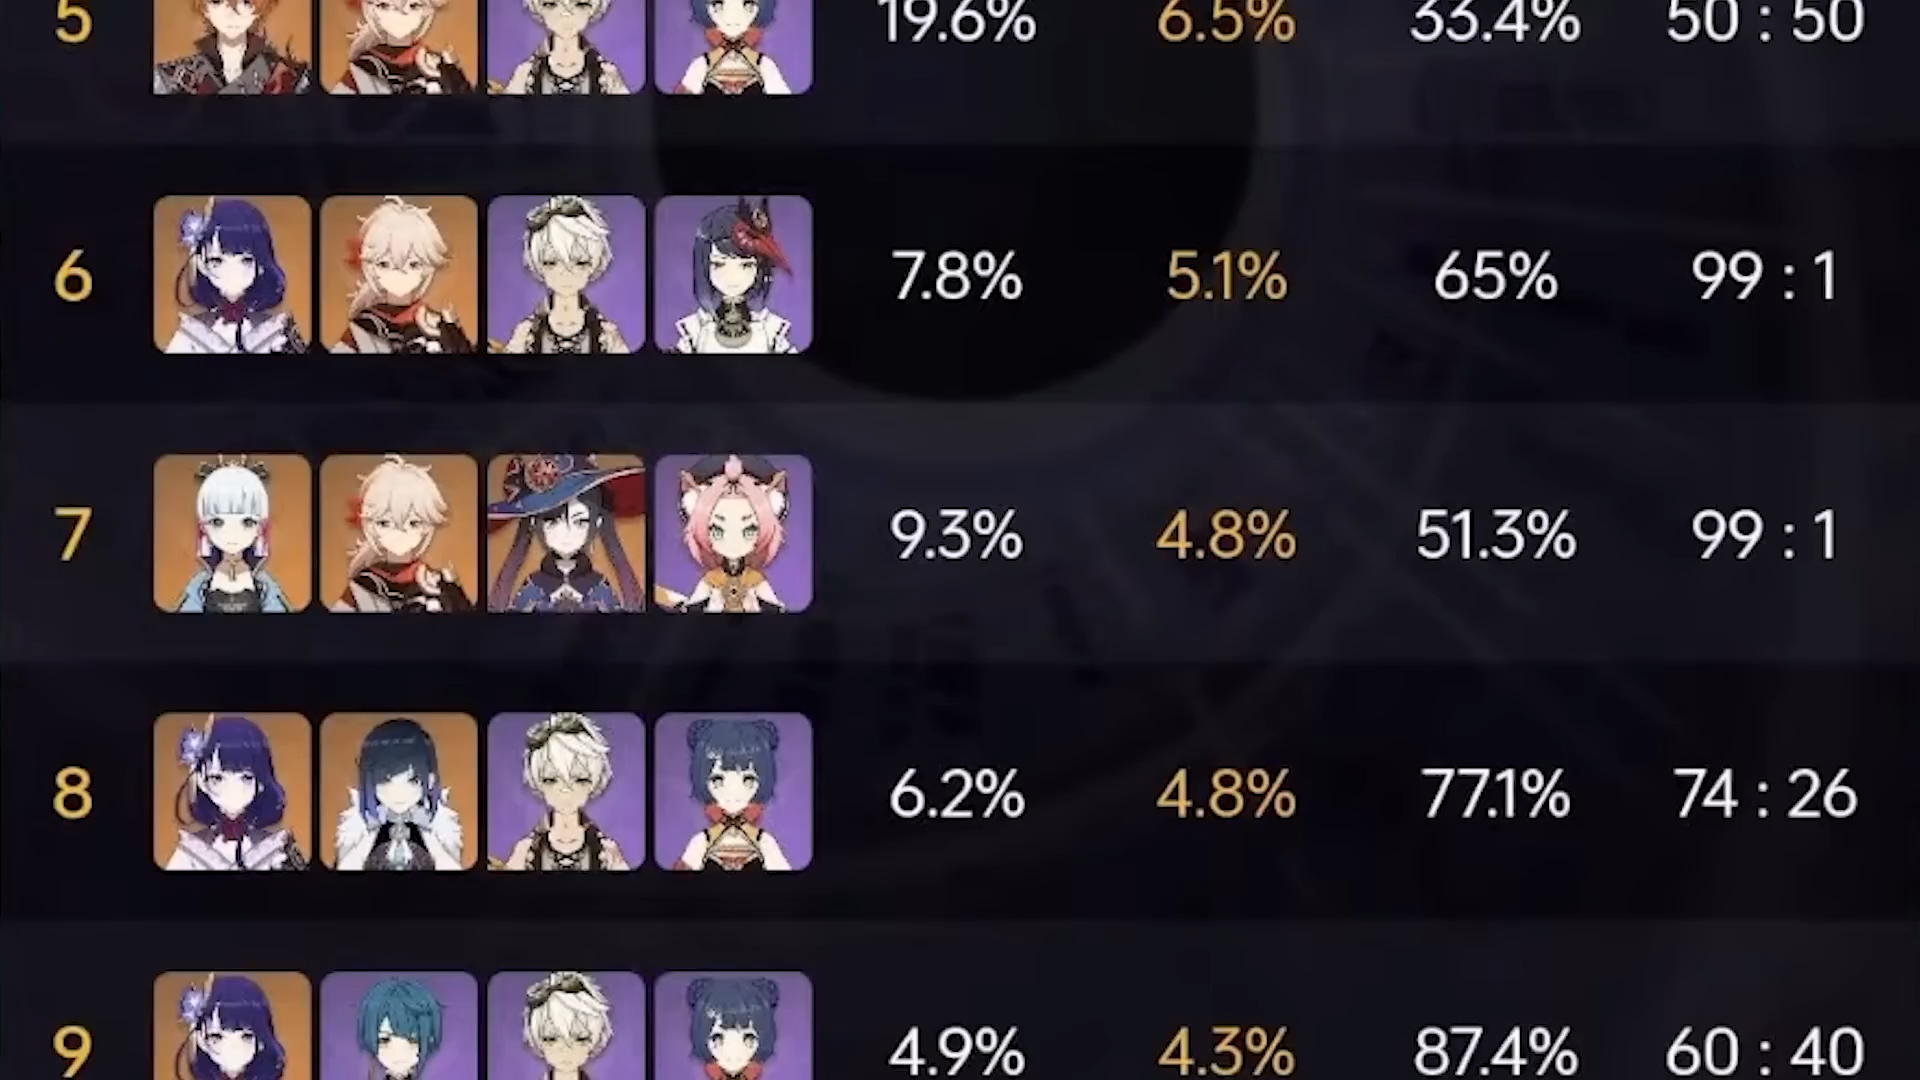 5 19.6% 6.5% 33.4% 50 : 50
6 7.8% 5.1% 65% 99 : 1
7 9.3% 4.8% 51.3% 99 : 1
8 6.2% 4.8% 77.1% 74 : 26
9 4.9% 4.3% 87.4% 60 : 40